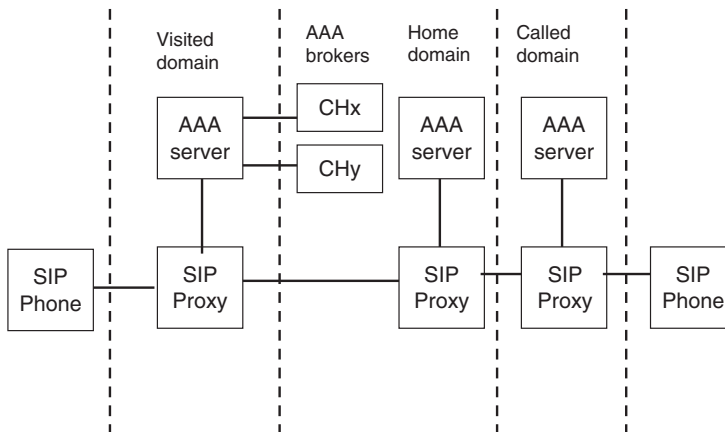 Visited
domain
AAA
brokers
Home
domain
Called
domain
AAA
server
CHx
CHy
AAA
server
AAA
server
SIP
Phone
SIP
Proxy
SIP
Proxy
SIP
Proxy
SIP
Phone